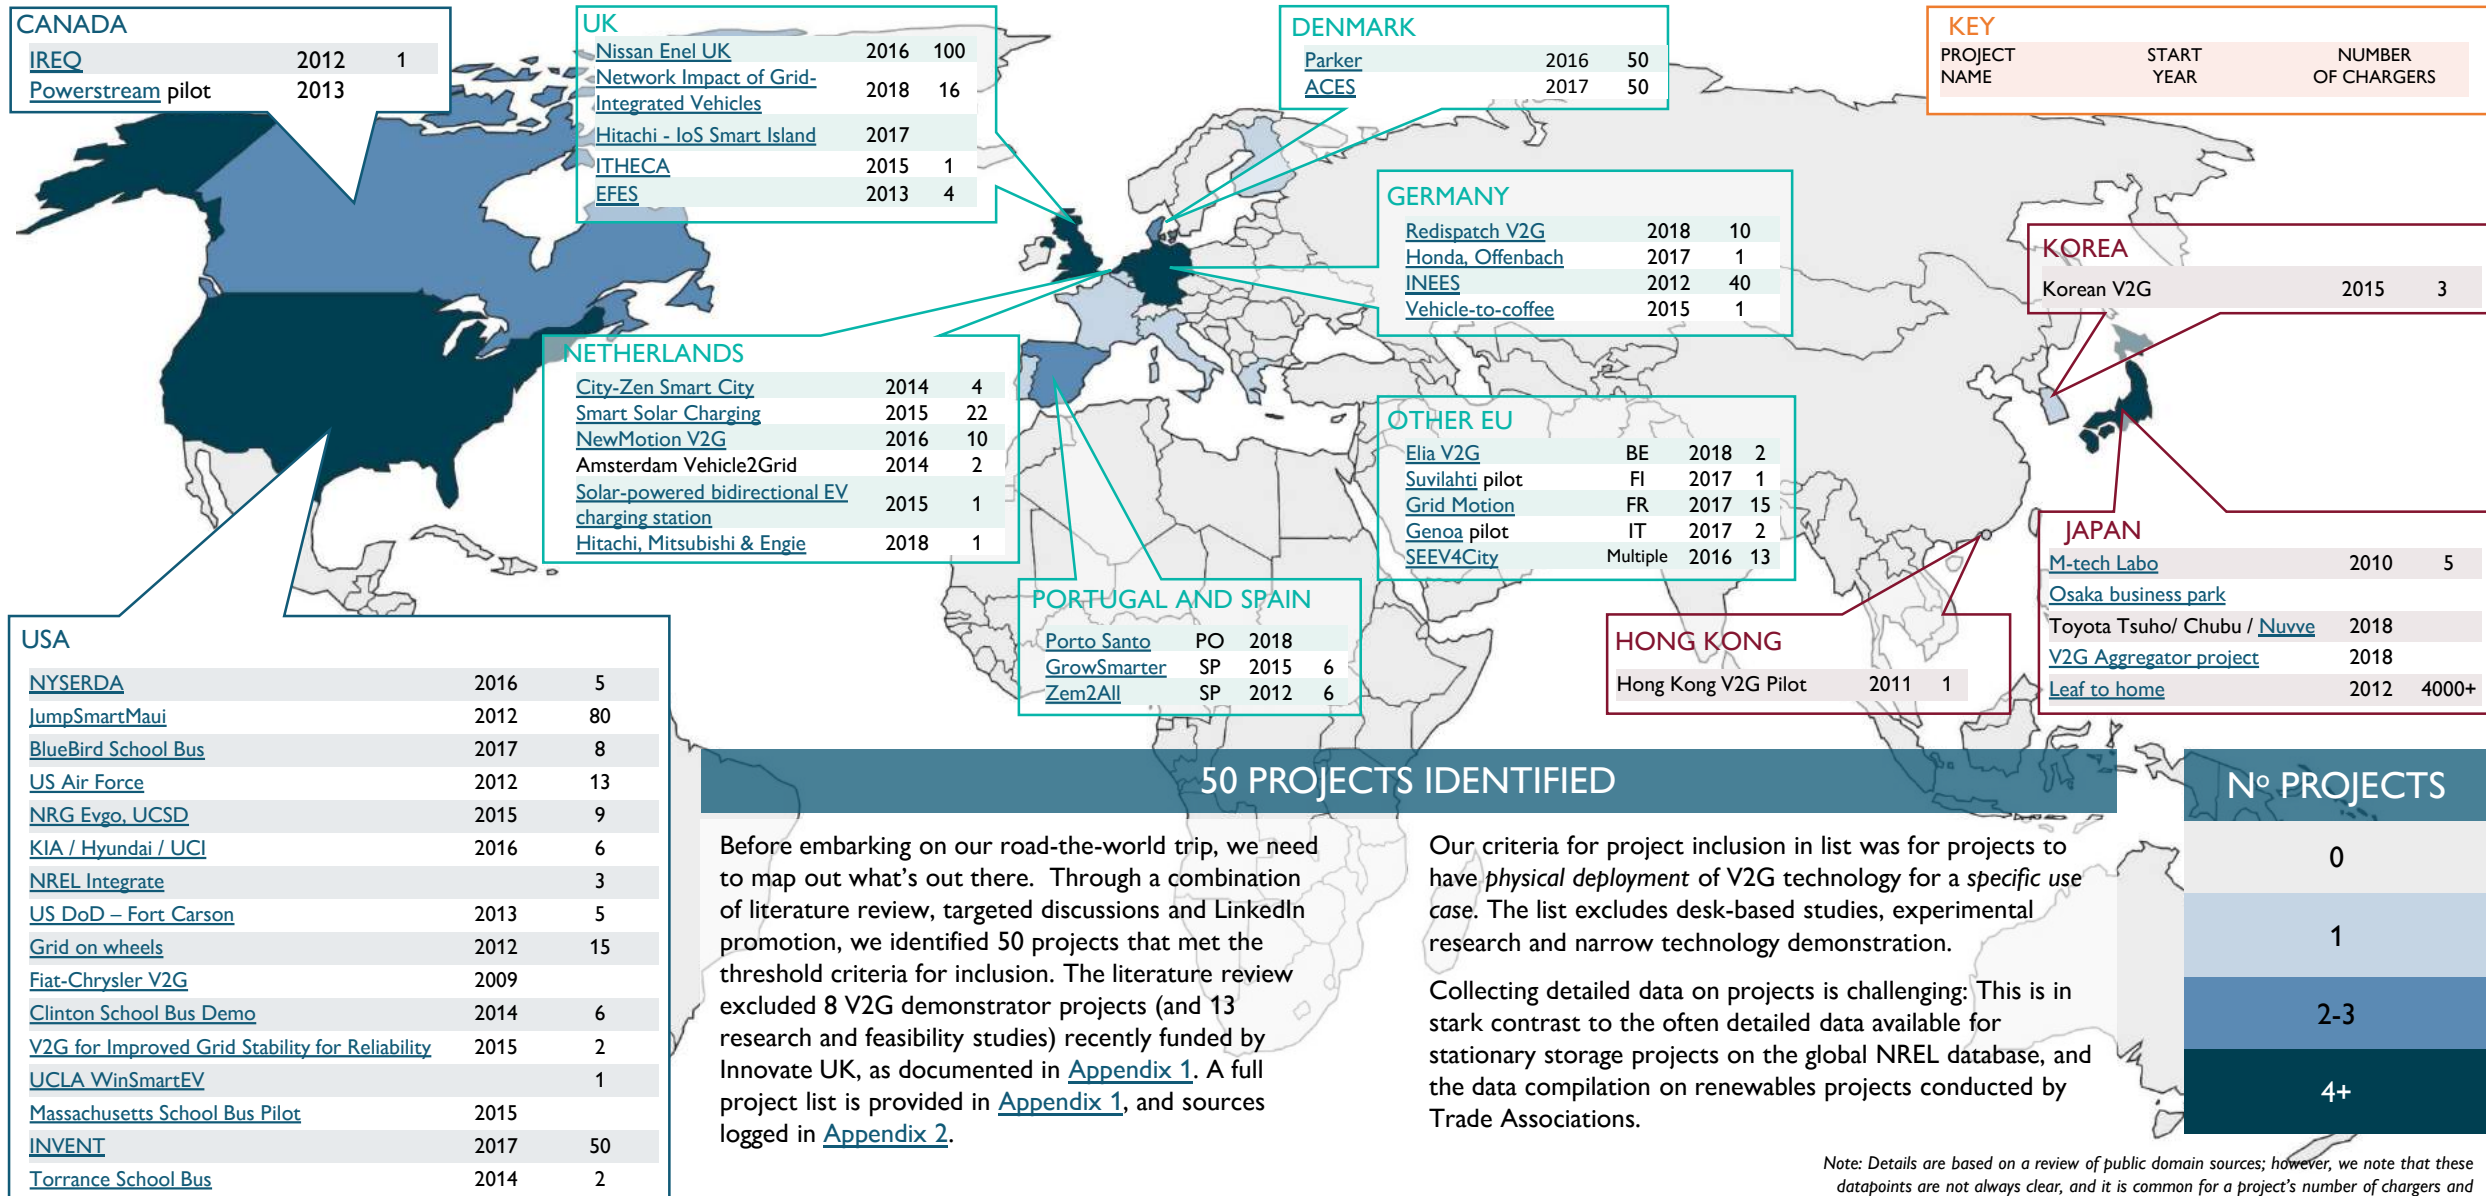 CANADA
IREQ 2012 1
Powerstream pilot 2013
UK
Nissan Enel UK 2016 100
Network Impact of Grid-
Integrated Vehicles 2018 16
Hitachi - IoS Smart Island 2017
ITHECA 2015 1
EFES 2013 4
DENMARK
Parker 2016 50
ACES 2017 50
KEY
PROJECT NAME START YEAR NUMBER OF CHARGERS
GERMANY
Redispatch V2G 2018 10
Honda, Offenbach 2017 1
INEES 2012 40
Vehicle-to-coffee 2015 1
KOREA
Korean V2G 2015 3
NETHERLANDS
City-Zen Smart City 2014 4
Smart Solar Charging 2015 22
NewMotion V2G 2016 10
Amsterdam Vehicle2Grid 2014 2
Solar-powered bidirectional EV
charging station 2015 1
Hitachi, Mitsubishi & Engie 2018 1
OTHER EU
Elia V2G BE 2018 2
Suvilahti pilot FI 2017 1
Grid Motion FR 2017 15
Genoa pilot IT 2017 2
SEEV4City Multiple 2016 13
PORTUGAL AND SPAIN
Porto Santo PO 2018
GrowSmarter SP 2015 6
Zem2All SP 2012 6
HONG KONG
Hong Kong V2G Pilot 2011 1
JAPAN
M-tech Labo 2010 5
Osaka business park
Toyota Tsuho/ Chubu / Nuvve 2018
V2G Aggregator project 2018
Leaf to home 2012 4000+
USA
NYSERDA 2016 5
JumpSmartMaui 2012 80
BlueBird School Bus 2017 8
US Air Force 2012 13
NRG Evgo, UCSD 2015 9
KIA / Hyundai / UCI 2016 6
NREL Integrate 3
US DoD – Fort Carson 2013 5
Grid on wheels 2012 15
Fiat-Chrysler V2G 2009
Clinton School Bus Demo 2014 6
V2G for Improved Grid Stability for Reliability 2015 2
UCLA WinSmartEV 1
Massachusetts School Bus Pilot 2015
INVENT 2017 50
Torrance School Bus 2014 2
50 PROJECTS IDENTIFIED
Before embarking on our road-the-world trip, we need
to map out what's out there. Through a combination
of literature review, targeted discussions and LinkedIn
promotion, we identified 50 projects that met the
threshold criteria for inclusion. The literature review
excluded 8 V2G demonstrator projects (and 13
research and feasibility studies) recently funded by
Innovate UK, as documented in Appendix 1. A full
project list is provided in Appendix 1, and sources
logged in Appendix 2.
Our criteria for project inclusion in list was for projects to
have physical deployment of V2G technology for a specific use
case. The list excludes desk-based studies, experimental
research and narrow technology demonstration.
Collecting detailed data on projects is challenging: This is in
stark contrast to the often detailed data available for
stationary storage projects on the global NREL database, and
the data compilation on renewables projects conducted by
Trade Associations.
Nº PROJECTS
0
1
2-3
4+
Note: Details are based on a review of public domain sources; however, we note that these
datapoints are not always clear, and it is common for a project's number of chargers and